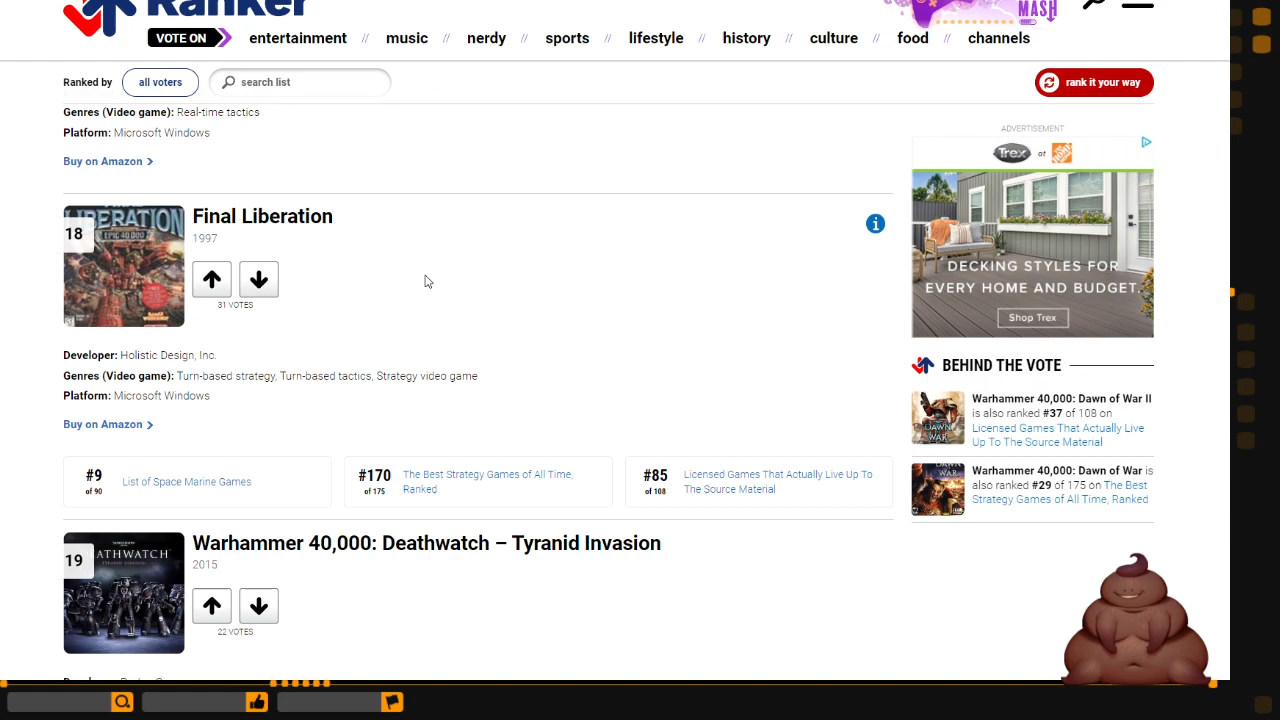 Ranker
MASH
VOTE ON
entertainment // music // nerdy // sports // lifestyle // history // culture // food // channels
Ranked by
all voters
search list
rank it your way
Genres (Video game): Real-time tactics
Platform: Microsoft Windows
Buy on Amazon
ADVERTISEMENT
Trex at
DECKING STYLES FOR
EVERY HOME AND BUDGET.
Shop Trex
18
LIBERATION
EPIC 40,000
Final Liberation
1997
31 VOTES
Developer: Holistic Design, Inc.
Genres (Video game): Turn-based strategy, Turn-based tactics, Strategy video game
Platform: Microsoft Windows
Buy on Amazon
#9
of 90
List of Space Marine Games
#170
of 175
The Best Strategy Games of All Time,
Ranked
#85
of 108
Licensed Games That Actually Live Up To
The Source Material
BEHIND THE VOTE
Warhammer 40,000: Dawn of War II
is also ranked #37 of 108 on
Licensed Games That Actually Live
Up To The Source Material
Warhammer 40,000: Dawn of War is
also ranked #29 of 175 on The Best
Strategy Games of All Time, Ranked
19
Warhammer 40,000: Deathwatch – Tyranid Invasion
2015
22 VOTES